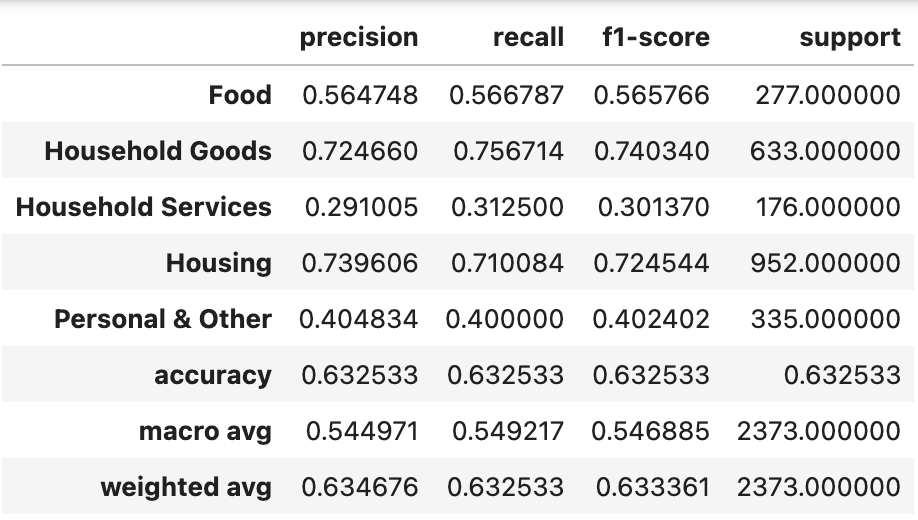 precision recall f1-score support
Food 0.564748 0.566787 0.565766 277.000000
Household Goods 0.724660 0.756714 0.740340 633.000000
Household Services 0.291005 0.312500 0.301370 176.000000
Housing 0.739606 0.710084 0.724544 952.000000
Personal & Other 0.404834 0.400000 0.402402 335.000000
accuracy 0.632533 0.632533 0.632533 0.632533
macro avg 0.544971 0.549217 0.546885 2373.000000
weighted avg 0.634676 0.632533 0.633361 2373.000000